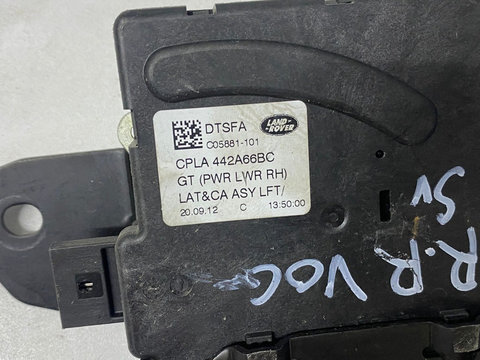 DTSFA
LAND-
ROVER
C05881-101
CPLA 442A66BC
GT (PWR LWR RH)
LAT&CA ASY LFT/
20.09.12 C 13:50:00
R.R VOG
SV